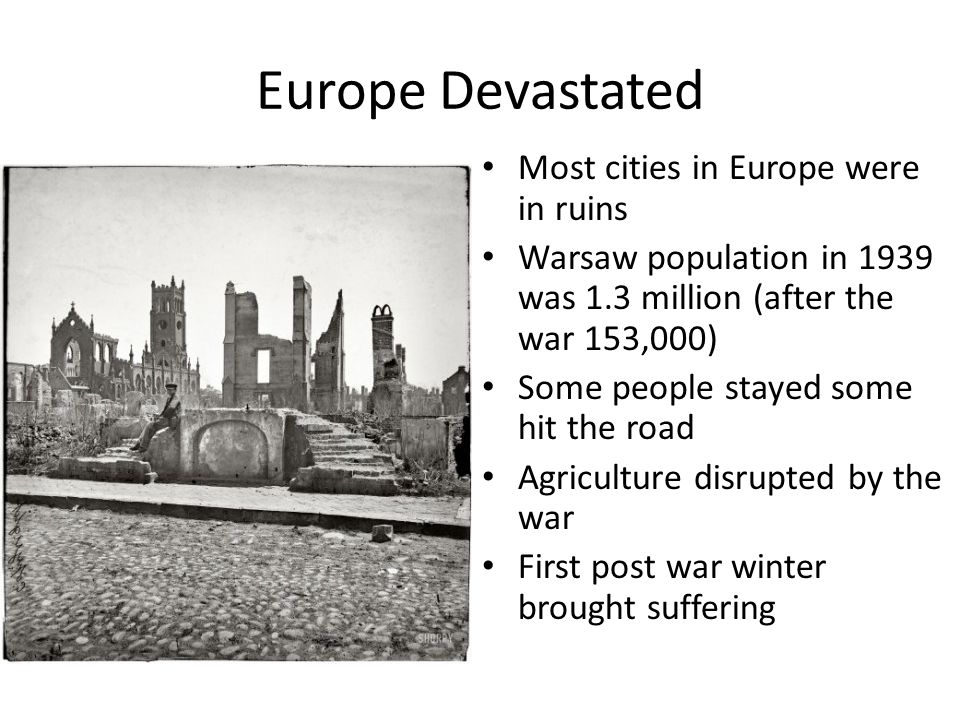 Europe Devastated
• Most cities in Europe were
in ruins
• Warsaw population in 1939
was 1.3 million (after the
war 153,000)
• Some people stayed some
hit the road
• Agriculture disrupted by the
war
• First post war winter
brought suffering
SHORPY